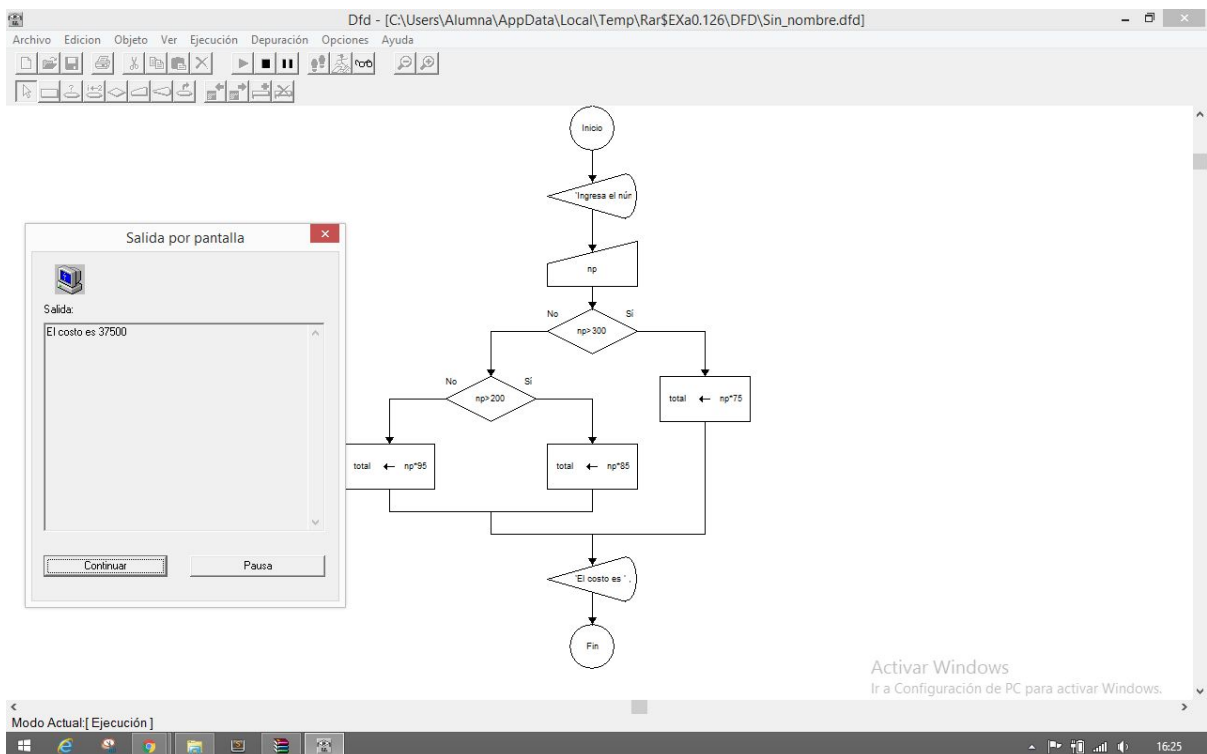 Dfd - [C:\Users\Alumna\AppData\Local\Temp\Rar$EXa0.126\DFD\Sin_nombre.dfd]
Archivo Edicion Objeto Ver Ejecución Depuración Opciones Ayuda
Inicio
'Ingresa el núr
np
No Sí
np>300
No Sí
np>200
total ← np*75
total ← np*95
total ← np*85
'El costo es ' ,
Fin
Salida por pantalla
Salida:
El costo es 37500
Continuar Pausa
Activar Windows
Ir a Configuración de PC para activar Windows.
Modo Actual:[ Ejecución ]
16:25